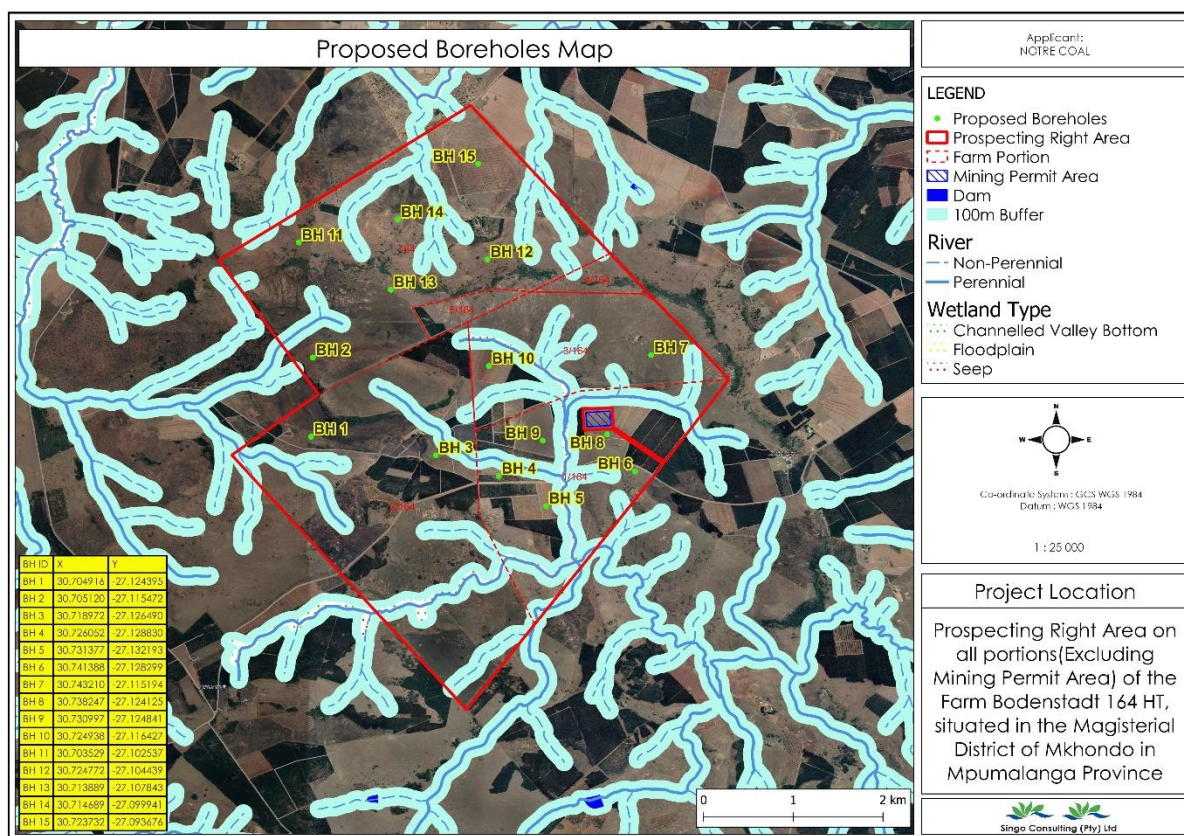 Proposed Boreholes Map
Applicant:
NOTRE COAL
LEGEND
Proposed Boreholes
Prospecting Right Area
Farm Portion
Mining Permit Area
Dam
100m Buffer
River
Non-Perennial
Perennial
Wetland Type
Channelled Valley Bottom
Floodplain
Seep
N
W E
S
Co-ordinate System : GCS WGS 1984
Datum : WGS 1984
1 : 25 000
Project Location
Prospecting Right Area on
all portions(Excluding
Mining Permit Area) of the
Farm Bodenstadt 164 HT,
situated in the Magisterial
District of Mkhondo in
Mpumalanga Province
Singo Consulting (Pty) Ltd
BH 15
BH 14
BH 11
BH 12
BH 13
5/164
BH 2
3/164
BH 10
BH 7
BH 1
BH 9
BH 8
BH 3
BH 4
BH 6
1/164
BH 5
BH ID X Y
BH 1 30.704916 -27.124395
BH 2 30.705120 -27.115472
BH 3 30.718972 -27.126490
BH 4 30.726052 -27.128830
BH 5 30.731377 -27.132193
BH 6 30.741388 -27.128299
BH 7 30.743210 -27.115194
BH 8 30.738247 -27.124125
BH 9 30.730997 -27.124841
BH 10 30.724938 -27.116427
BH 11 30.703529 -27.102537
BH 12 30.724772 -27.104439
BH 13 30.713889 -27.107843
BH 14 30.714689 -27.099941
BH 15 30.723732 -27.093676
0 1 2 km